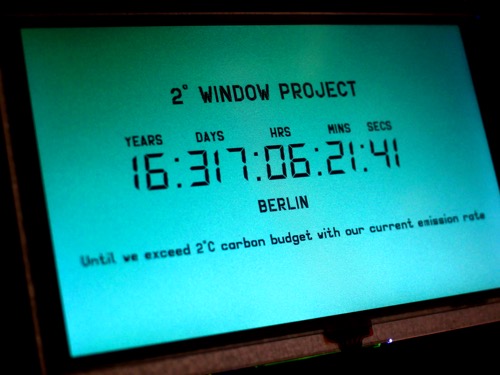 2° WINDOW PROJECT
YEARS DAYS HRS MINS SECS
16:317:06:21:41
BERLIN
Until we exceed 2°C carbon budget with our current emission rate